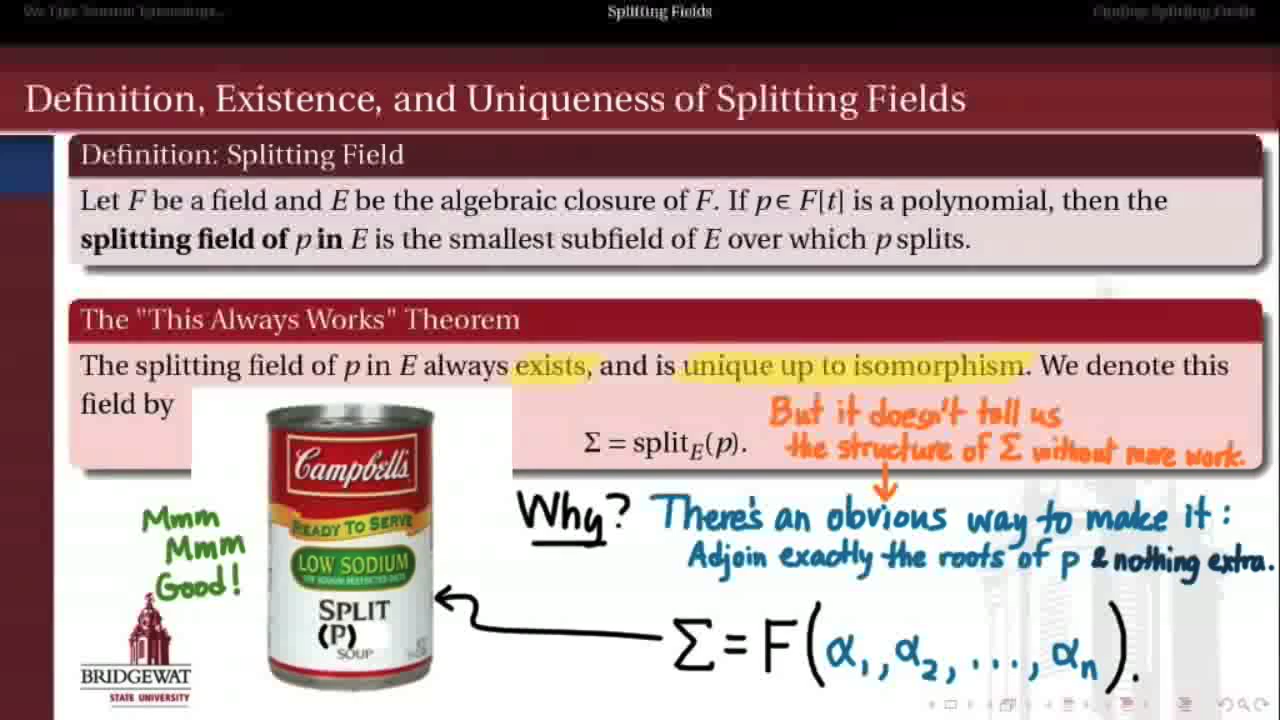 Splitting Fields
Definition, Existence, and Uniqueness of Splitting Fields
Definition: Splitting Field
Let F be a field and E be the algebraic closure of F. If p ∈ F[t] is a polynomial, then the
splitting field of p in E is the smallest subfield of E over which p splits.
The "This Always Works" Theorem
The splitting field of p in E always exists, and is unique up to isomorphism. We denote this
field by
Σ = split_E(p).
But it doesn't tell us
the structure of Σ without more work.
Why? There's an obvious way to make it :
Adjoin exactly the roots of p & nothing extra.
Σ = F(α₁, α₂, ..., αₙ).
Mmm
Mmm
Good!
Campbell's
READY TO SERVE
LOW SODIUM
SPLIT
(P)
SOUP
BRIDGEWAT
STATE UNIVERSITY